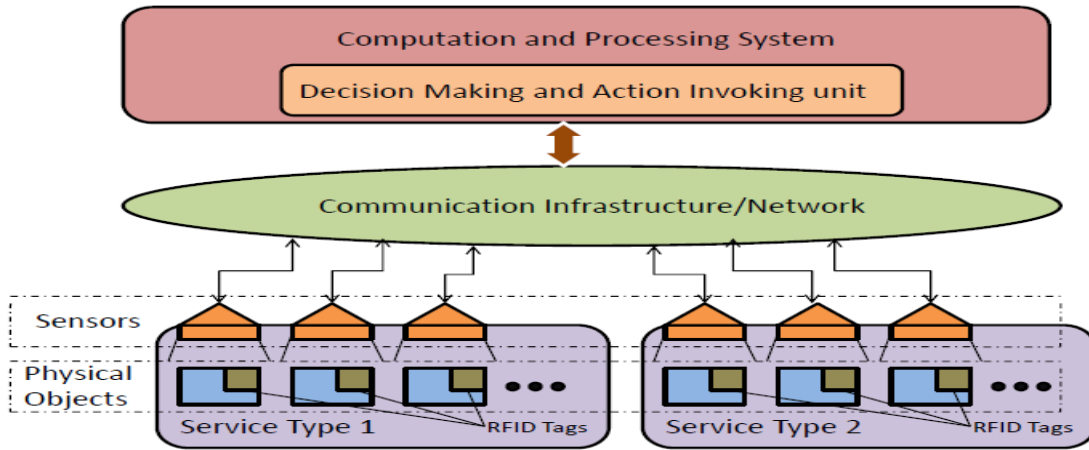 Computation and Processing System
Decision Making and Action Invoking unit
Communication Infrastructure/Network
Sensors
Physical
Objects
Service Type 1
RFID Tags
Service Type 2
RFID Tags